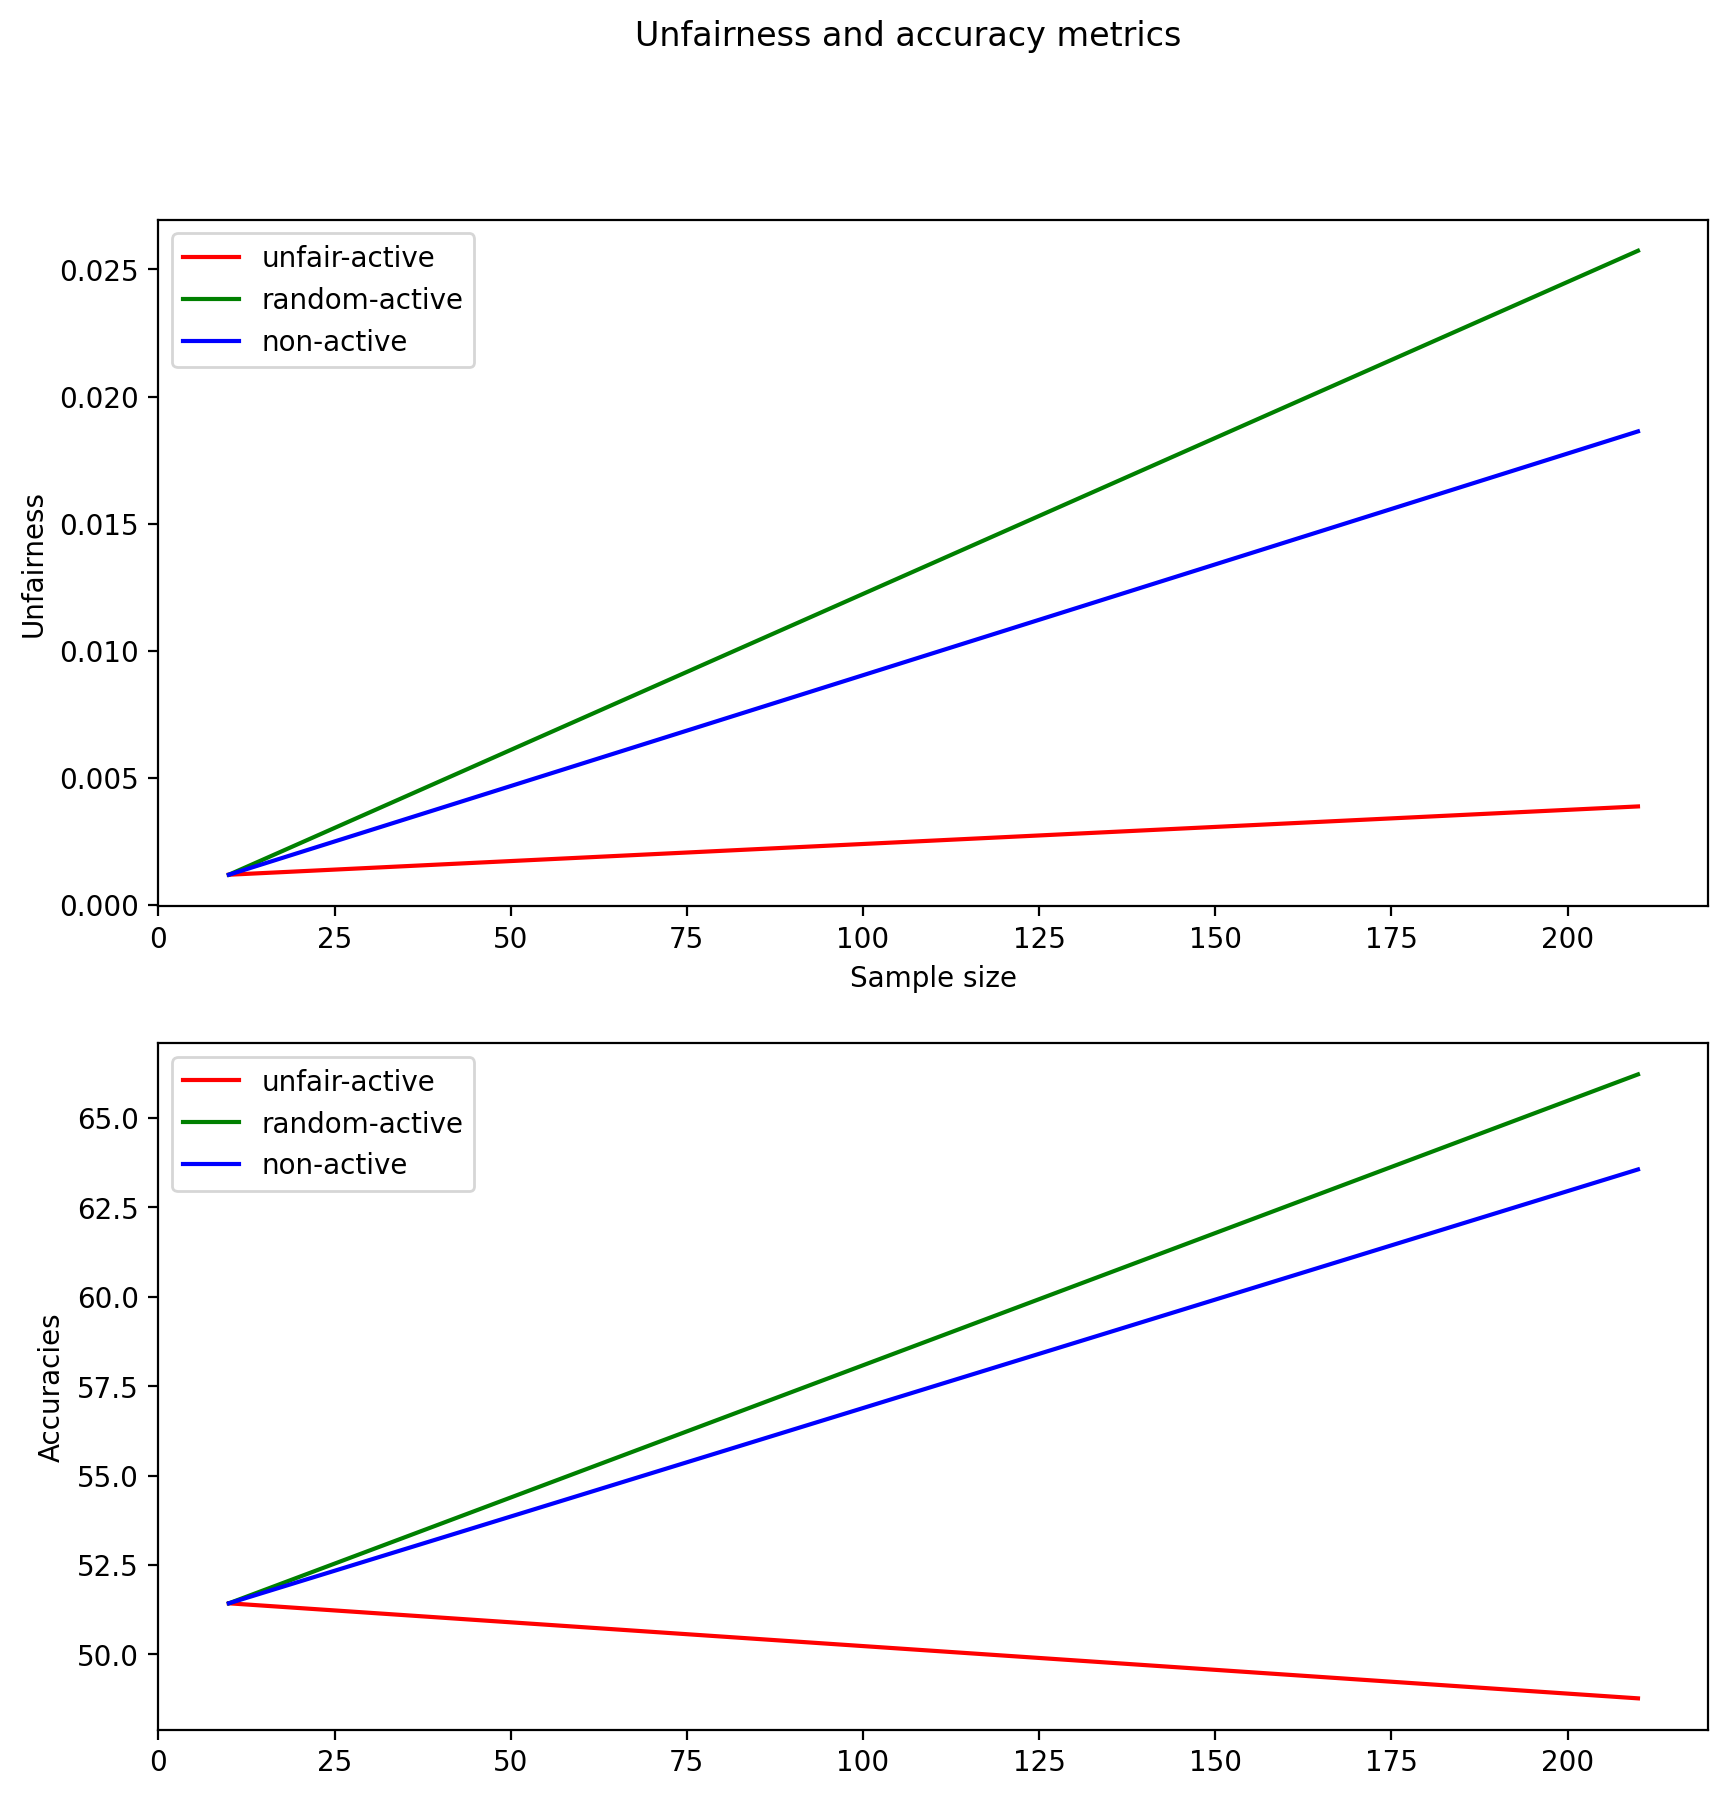 Unfairness and accuracy metrics
unfair-active
random-active
non-active
0.025
0.020
0.015
0.010
0.005
0.000
Unfairness
0 25 50 75 100 125 150 175 200
Sample size
unfair-active
random-active
non-active
65.0
62.5
60.0
57.5
55.0
52.5
50.0
Accuracies
0 25 50 75 100 125 150 175 200